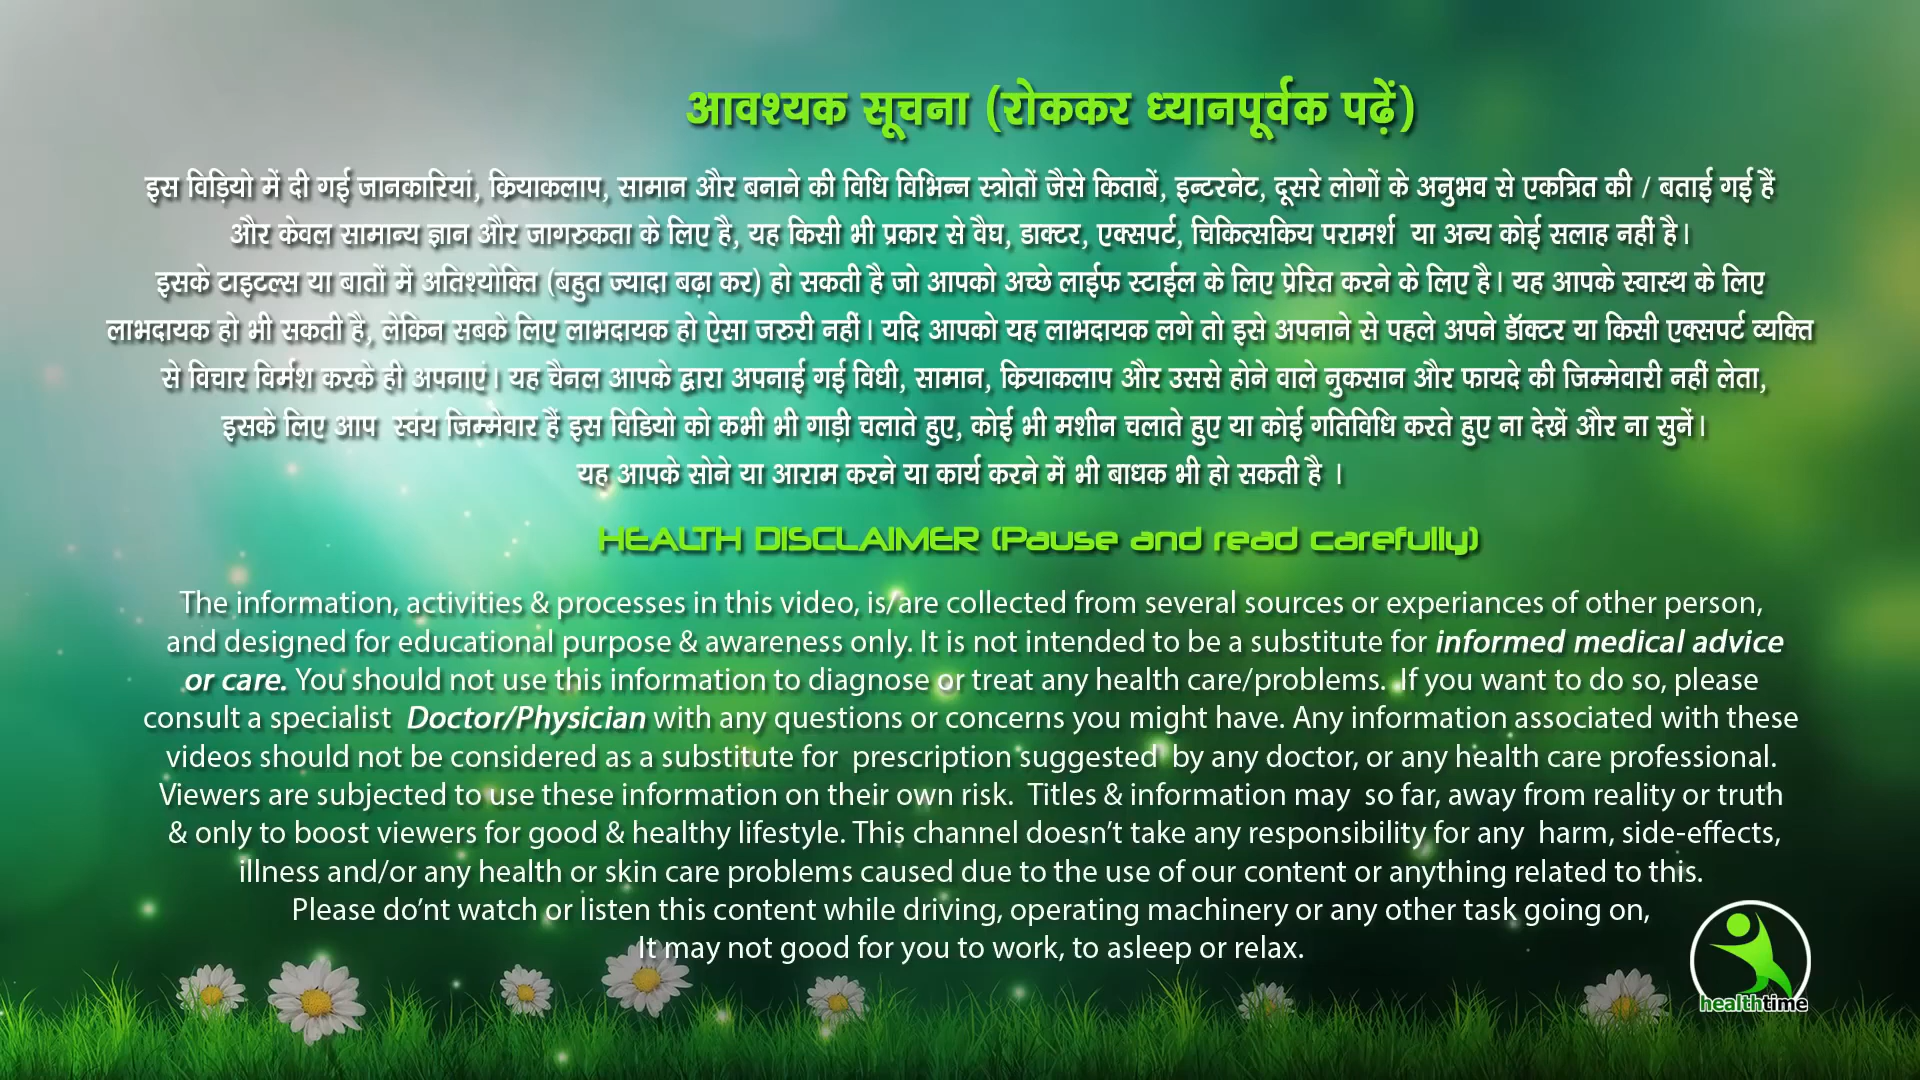 आवश्यक सूचना (रोककर ध्यानपूर्वक पढ़ें)
इस विड़ियो में दी गई जानकारियां, क्रियाकलाप, सामान और बनाने की विधि विभिन्न स्त्रोतों जैसे किताबें, इन्टरनेट, दूसरे लोगों के अनुभव से एकत्रित की / बताई गई हैं
और केवल सामान्य ज्ञान और जागरुकता के लिए है, यह किसी भी प्रकार से वैघ, डाक्टर, एक्सपर्ट, चिकित्सकिय परामर्श या अन्य कोई सलाह नहीं है।
इसके टाइटल्स या बातों में अतिश्योक्ति (बहुत ज्यादा बढ़ा कर) हो सकती है जो आपको अच्छे लाईफ स्टाईल के लिए प्रेरित करने के लिए है। यह आपके स्वास्थ के लिए
लाभदायक हो भी सकती है, लेकिन सबके लिए लाभदायक हो ऐसा जरुरी नहीं। यदि आपको यह लाभदायक लगे तो इसे अपनाने से पहले अपने डॉक्टर या किसी एक्सपर्ट व्यक्ति
से विचार विर्मश करके ही अपनाएं। यह चैनल आपके द्वारा अपनाई गई विधी, सामान, क्रियाकलाप और उससे होने वाले नुकसान और फायदे की जिम्मेवारी नहीं लेता,
इसके लिए आप स्वंय जिम्मेवार हैं इस विडियो को कभी भी गाड़ी चलाते हुए, कोई भी मशीन चलाते हुए या कोई गतिविधि करते हुए ना देखें और ना सुनें।
यह आपके सोने या आराम करने या कार्य करने में भी बाधक भी हो सकती है ।
HEALTH DISCLAIMER (Pause and read carefully)
The information, activities & processes in this video, is/are collected from several sources or experiances of other person,
and designed for educational purpose & awareness only. It is not intended to be a substitute for informed medical advice
or care. You should not use this information to diagnose or treat any health care/problems. If you want to do so, please
consult a specialist Doctor/Physician with any questions or concerns you might have. Any information associated with these
videos should not be considered as a substitute for prescription suggested by any doctor, or any health care professional.
Viewers are subjected to use these information on their own risk. Titles & information may so far, away from reality or truth
& only to boost viewers for good & healthy lifestyle. This channel doesn't take any responsibility for any harm, side-effects,
illness and/or any health or skin care problems caused due to the use of our content or anything related to this.
Please do'nt watch or listen this content while driving, operating machinery or any other task going on,
It may not good for you to work, to asleep or relax.
healthtime